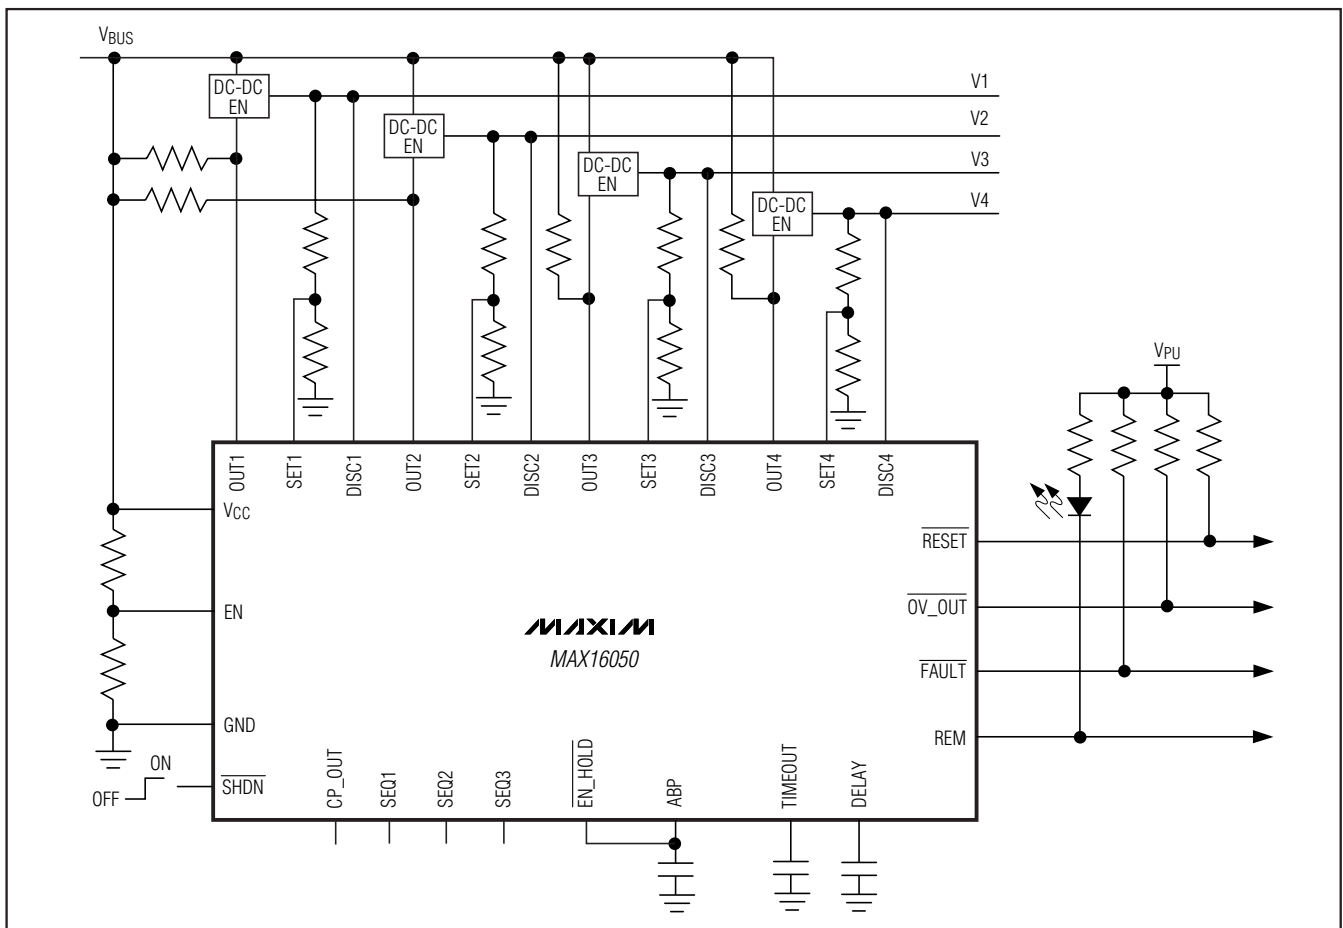 VBUS
DC-DC
EN
V1
DC-DC
EN
V2
DC-DC
EN
V3
DC-DC
EN
V4
VPU
OUT1
SET1
DISC1
OUT2
SET2
DISC2
OUT3
SET3
DISC3
OUT4
SET4
DISC4
VCC
RESET
EN
OV_OUT
MAXIM
MAX16050
FAULT
GND
REM
ON
OFF
SHDN
CP_OUT
SEQ1
SEQ2
SEQ3
EN_HOLD
ABP
TIMEOUT
DELAY